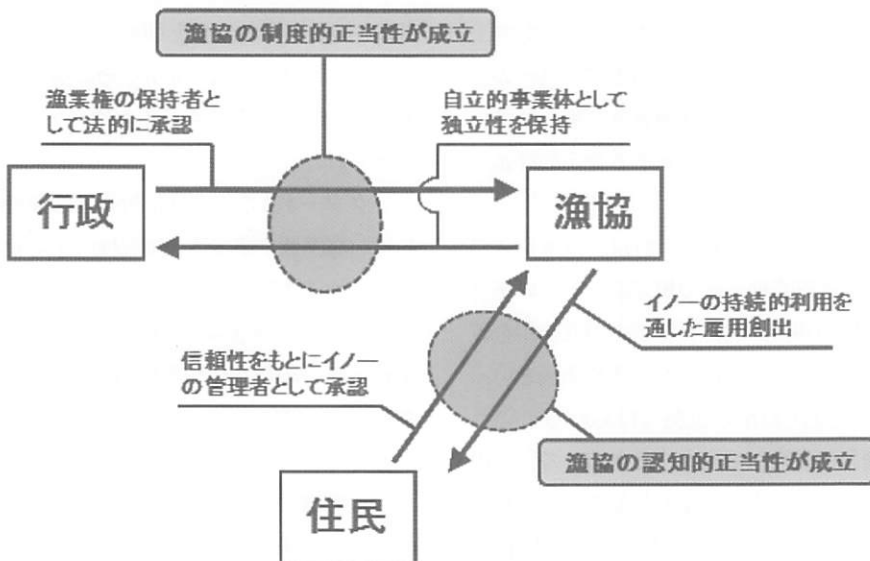 漁協の制度的正当性が成立
漁業権の保持者と
して法的に承認
自立的事業体として
独立性を保持
行政
漁協
イノーの持続的利用を
通した雇用創出
信頼性をもとにイノー
の管理者として承認
漁協の認知的正当性が成立
住民